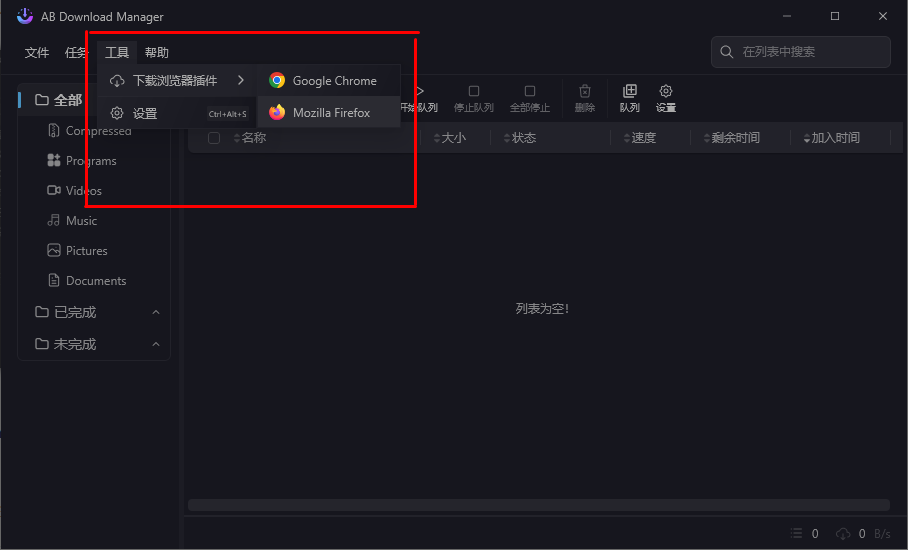 AB Download Manager
文件 任务 工具 帮助
在列表中搜索
下载浏览器插件
Google Chrome
设置 Ctrl+Alt+S
Mozilla Firefox
全部
开始队列 停止队列 全部停止 删除 队列 设置
Compressed
名称 大小 状态 速度 剩余时间 加入时间
Programs
Videos
Music
Pictures
Documents
已完成
未完成
列表为空!
0 0 B/s